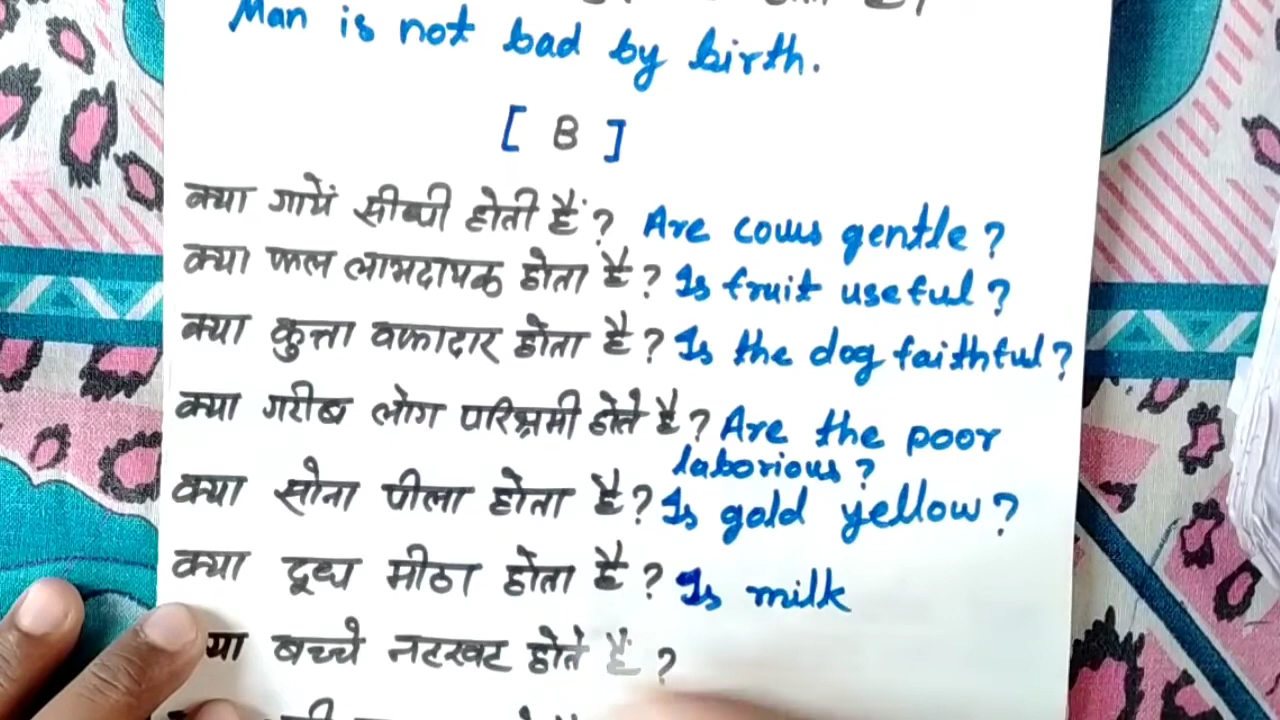 Man is not bad by birth.
[ B ]
क्या गायें सीधी होती हैं ? Are cows gentle ?
क्या फल लाभदायक होता है ? Is fruit useful ?
क्या कुत्ता वफादार होता है ? Is the dog faithful ?
क्या गरीब लोग परिश्रमी होते है ? Are the poor
laborious ?
क्या सोना पीला होता है ? Is gold yellow ?
क्या दूध मीठा होता है ? Is milk
क्या बच्चे नटखट होते हैं ?